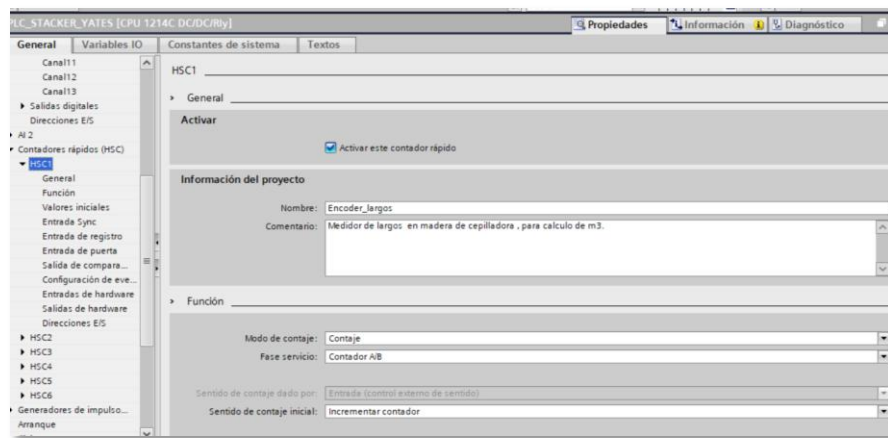 PLC_STACKER_YATES [CPU 1214C DC/DC/Rly]
Propiedades
Información
Diagnóstico
General
Variables IO
Constantes de sistema
Textos
Canal11
Canal12
Canal13
Salidas digitales
Direcciones E/S
AI 2
Contadores rápidos (HSC)
HSC1
General
Función
Valores iniciales
Entrada Sync
Entrada de registro
Entrada de puerta
Salida de compara...
Configuración de eve...
Entradas de hardware
Salidas de hardware
Direcciones E/S
HSC2
HSC3
HSC4
HSC5
HSC6
Generadores de impulso...
Arranque
HSC1
General
Activar
Activar este contador rápido
Información del proyecto
Nombre: Encoder_largos
Comentario: Medidor de largos en madera de cepilladora , para calculo de m3.
Función
Modo de contaje: Contaje
Fase servicio: Contador A/B
Sentido de contaje dado por: Entrada (control externo de sentido)
Sentido de contaje inicial: Incrementar contador